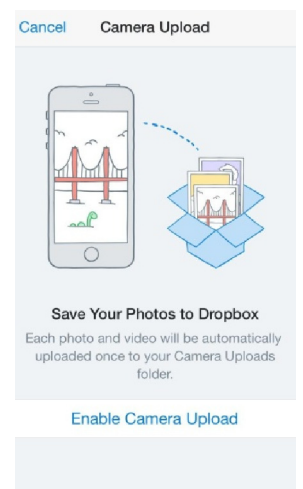 Cancel Camera Upload
Save Your Photos to Dropbox
Each photo and video will be automatically
uploaded once to your Camera Uploads
folder.
Enable Camera Upload